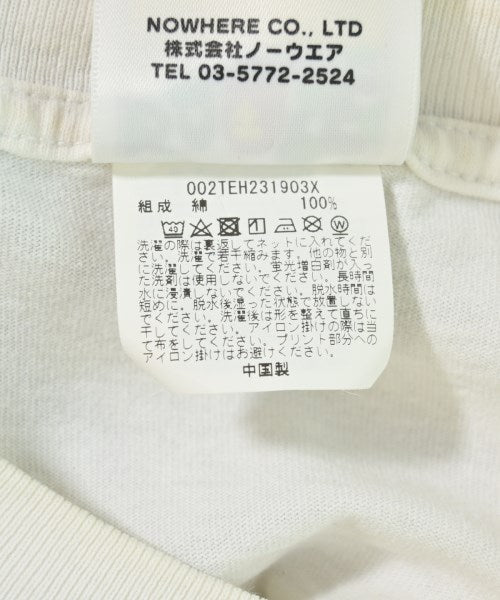 NOWHERE CO., LTD
株式会社ノーウエア
TEL 03-5772-2524
002TEH231903X
組成 綿 100%
40 W
洗濯の際は裏返してネットに入れてくだ
さい。洗濯で若干縮みます。他の物と別
に洗濯してください。蛍光増白剤が入っ
た洗剤は使用しないでください。長時間
水に浸漬しないでください。脱水時間は
短めに。脱水後湿った状態で放置しない
でください。洗濯後は形を整えて直ちに
干してください。アイロン掛けの際は当
て布をしてください。プリント部分への
アイロン掛けはお避けください。
中国製